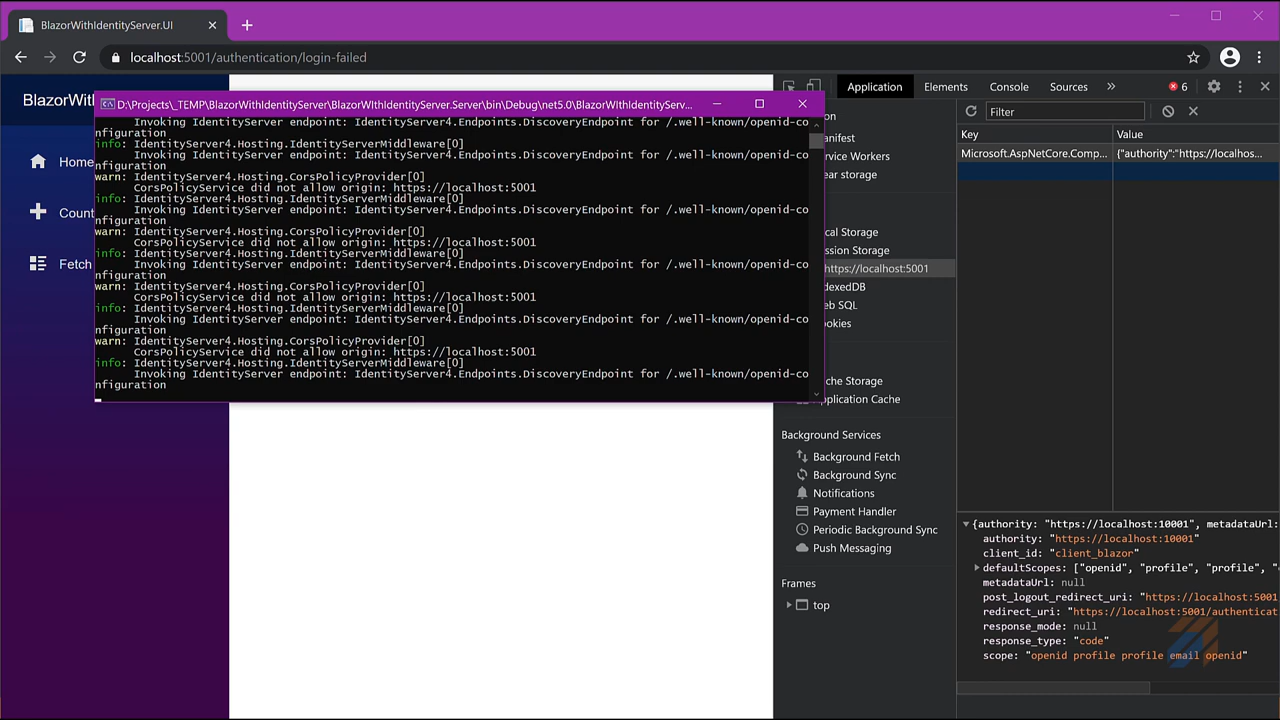 BlazorWithIdentityServer.UI
localhost:5001/authentication/login-failed
BlazorWith
Home
Count
Fetch
D:\Projects\_TEMP\BlazorWithIdentityServer\BlazorWIthIdentityServer.Server\bin\Debug\net5.0\BlazorWIthIdentityServ...
Invoking IdentityServer endpoint: IdentityServer4.Endpoints.DiscoveryEndpoint for /.well-known/openid-co
nfiguration
info: IdentityServer4.Hosting.IdentityServerMiddleware[0]
Invoking IdentityServer endpoint: IdentityServer4.Endpoints.DiscoveryEndpoint for /.well-known/openid-co
nfiguration
warn: IdentityServer4.Hosting.CorsPolicyProvider[0]
CorsPolicyService did not allow origin: https://localhost:5001
info: IdentityServer4.Hosting.IdentityServerMiddleware[0]
Invoking IdentityServer endpoint: IdentityServer4.Endpoints.DiscoveryEndpoint for /.well-known/openid-co
nfiguration
warn: IdentityServer4.Hosting.CorsPolicyProvider[0]
CorsPolicyService did not allow origin: https://localhost:5001
info: IdentityServer4.Hosting.IdentityServerMiddleware[0]
Invoking IdentityServer endpoint: IdentityServer4.Endpoints.DiscoveryEndpoint for /.well-known/openid-co
nfiguration
warn: IdentityServer4.Hosting.CorsPolicyProvider[0]
CorsPolicyService did not allow origin: https://localhost:5001
info: IdentityServer4.Hosting.IdentityServerMiddleware[0]
Invoking IdentityServer endpoint: IdentityServer4.Endpoints.DiscoveryEndpoint for /.well-known/openid-co
nfiguration
warn: IdentityServer4.Hosting.CorsPolicyProvider[0]
CorsPolicyService did not allow origin: https://localhost:5001
info: IdentityServer4.Hosting.IdentityServerMiddleware[0]
Invoking IdentityServer endpoint: IdentityServer4.Endpoints.DiscoveryEndpoint for /.well-known/openid-co
nfiguration
Application
Elements
Console
Sources
» 6
on
anifest
rvice Workers
ear storage
cal Storage
ssion Storage
https://localhost:5001
dexedDB
eb SQL
ookies
che Storage
pplication Cache
Background Services
Background Fetch
Background Sync
Notifications
Payment Handler
Periodic Background Sync
Push Messaging
Frames
top
Filter
Key Value
Microsoft.AspNetCore.Comp... {"authority":"https://localhos...
{authority: "https://localhost:10001", metadataUrl:
authority: "https://localhost:10001"
client_id: "client_blazor"
defaultScopes: ["openid", "profile", "profile", "e
metadataUrl: null
post_logout_redirect_uri: "https://localhost:5001
redirect_uri: "https://localhost:5001/authenticat
response_mode: null
response_type: "code"
scope: "openid profile profile email openid"